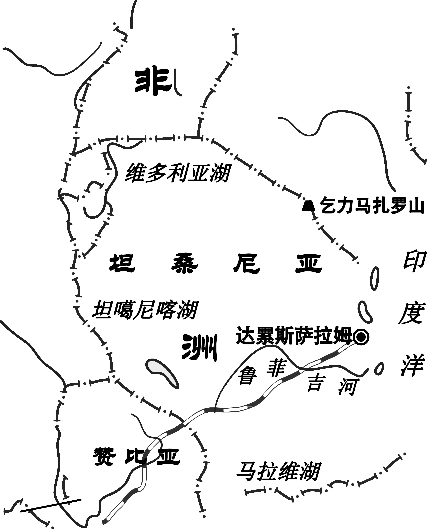 非
维多利亚湖
乞力马扎罗山
坦桑尼亚
印度洋
坦噶尼喀湖
达累斯萨拉姆
洲
鲁菲吉河
赞比亚
马拉维湖